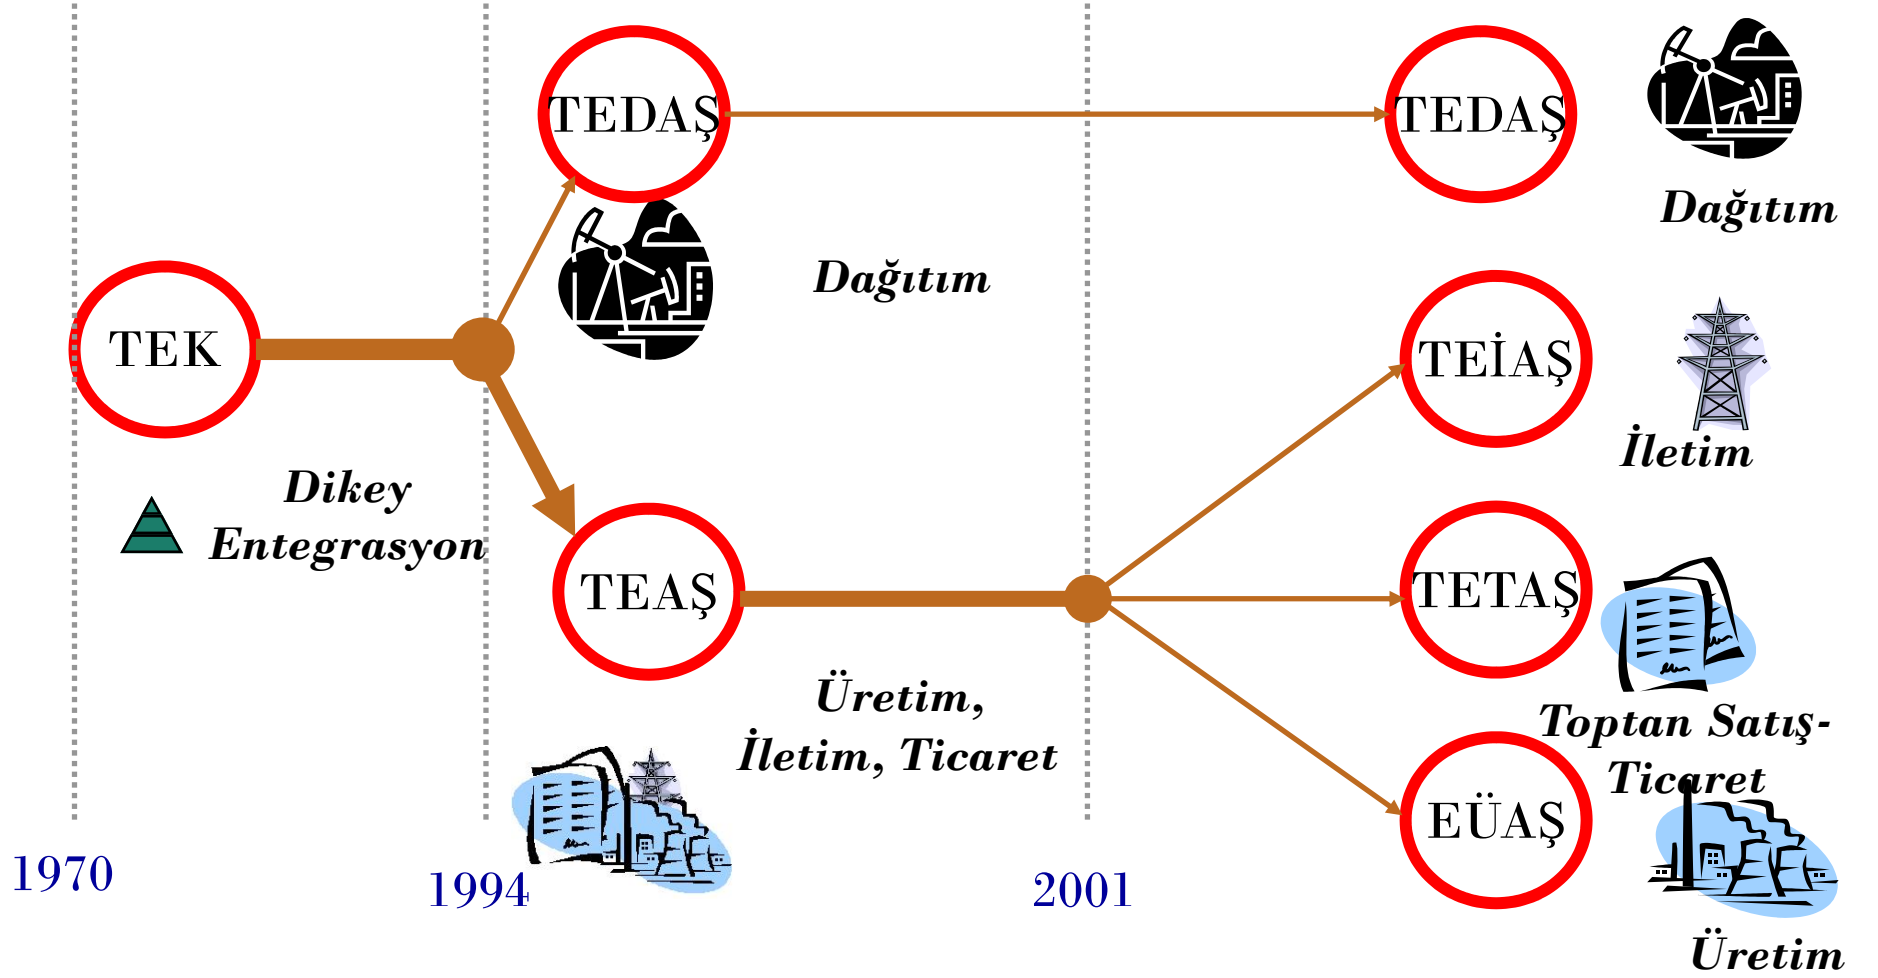 TEDAŞ
TEDAŞ
Dağıtım
Dağıtım
TEK
TEİAŞ
İletim
Dikey
Entegrasyon
TEAŞ
TETAŞ
Üretim,
İletim, Ticaret
Toptan Satış-
Ticaret
EÜAŞ
1970
1994
2001
Üretim